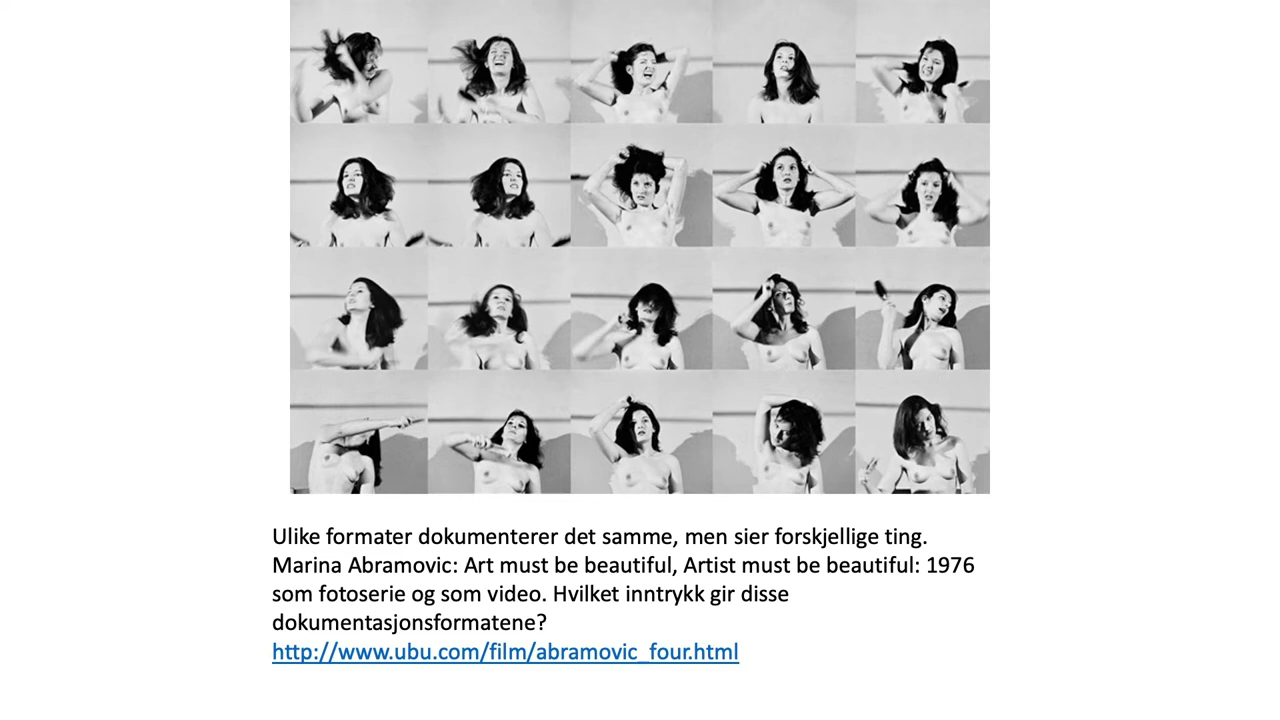 Ulike formater dokumenterer det samme, men sier forskjellige ting.
Marina Abramovic: Art must be beautiful, Artist must be beautiful: 1976
som fotoserie og som video. Hvilket inntrykk gir disse
dokumentasjonsformatene?
http://www.ubu.com/film/abramovic_four.html